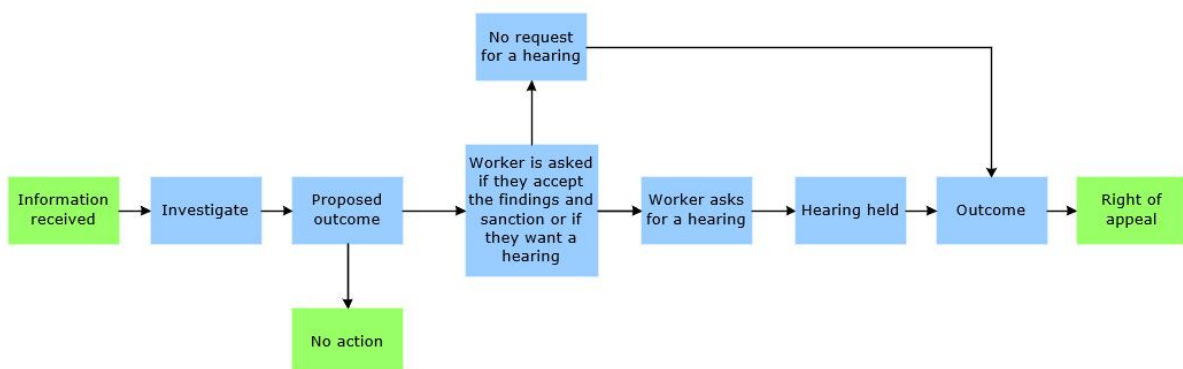 No request
for a hearing
Information
received
Investigate
Proposed
outcome
Worker is asked
if they accept
the findings and
sanction or if
they want a
hearing
Worker asks
for a hearing
Hearing held
Outcome
Right of
appeal
No action